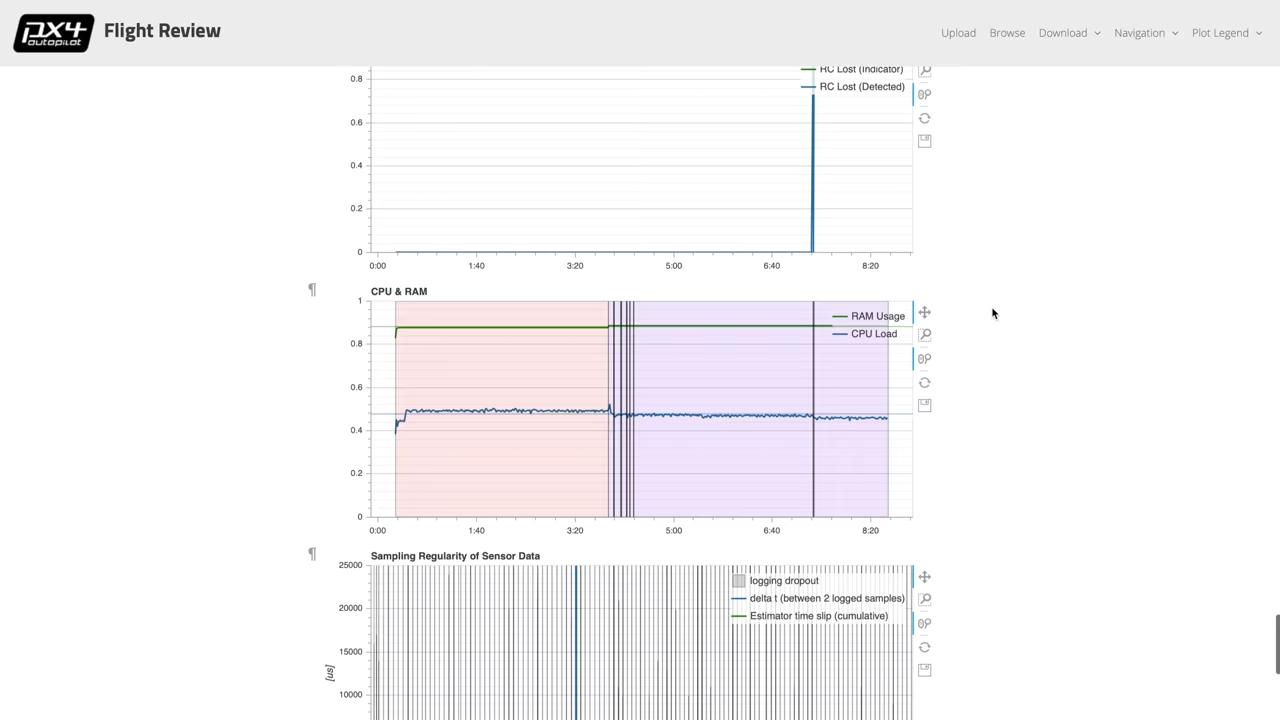 px4
autopilot
Flight Review
Upload Browse Download Navigation Plot Legend
RC Lost (Indicator)
RC Lost (Detected)
0.8
0.6
0.4
0.2
0
0:00 1:40 3:20 5:00 6:40 8:20
¶
CPU & RAM
RAM Usage
CPU Load
1
0.8
0.6
0.4
0.2
0
0:00 1:40 3:20 5:00 6:40 8:20
¶
Sampling Regularity of Sensor Data
logging dropout
delta t (between 2 logged samples)
Estimator time slip (cumulative)
25000
20000
15000
10000
[us]